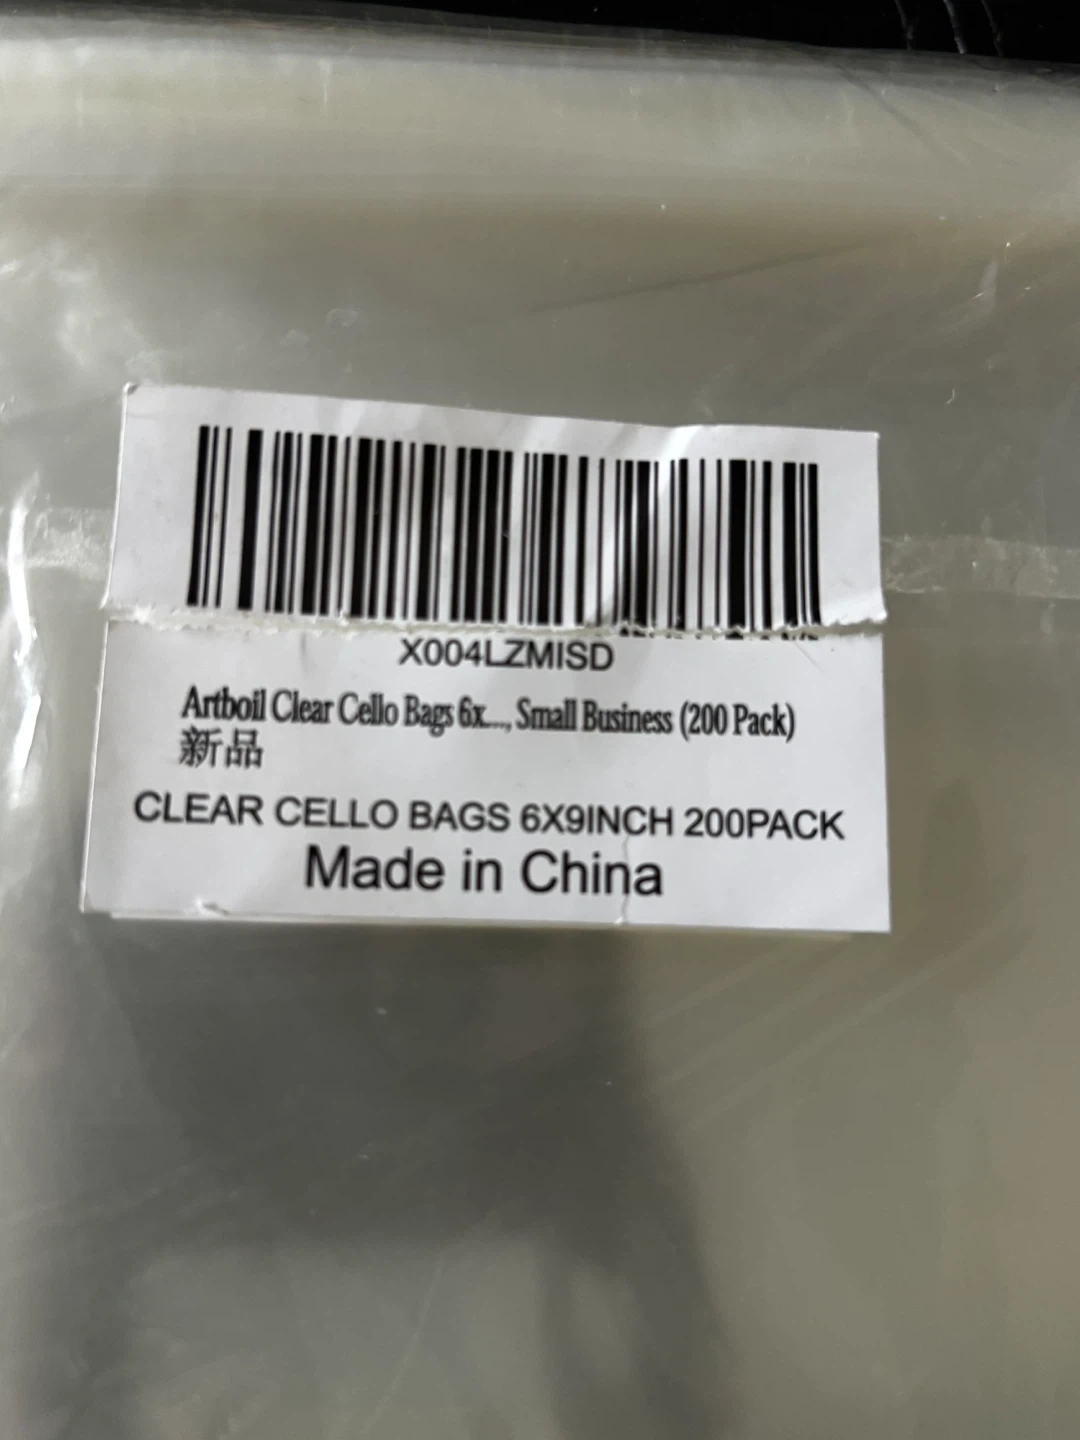 X004LZMISD
Artboil Clear Cello Bags 6x..., Small Business (200 Pack)
新品
CLEAR CELLO BAGS 6X9INCH 200PACK
Made in China